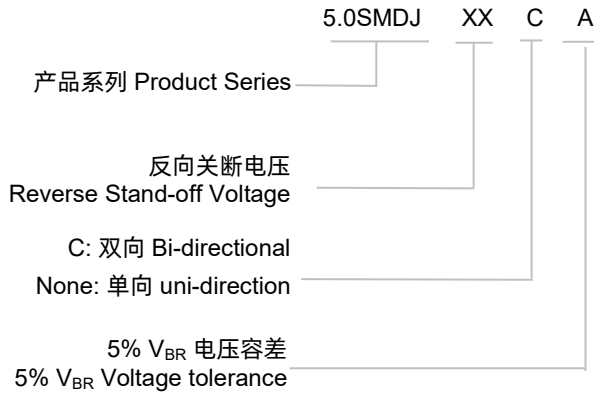 5.0SMDJ XX C A
产品系列 Product Series
反向关断电压
Reverse Stand-off Voltage
C: 双向 Bi-directional
None: 单向 uni-direction
5% VBR 电压容差
5% VBR Voltage tolerance